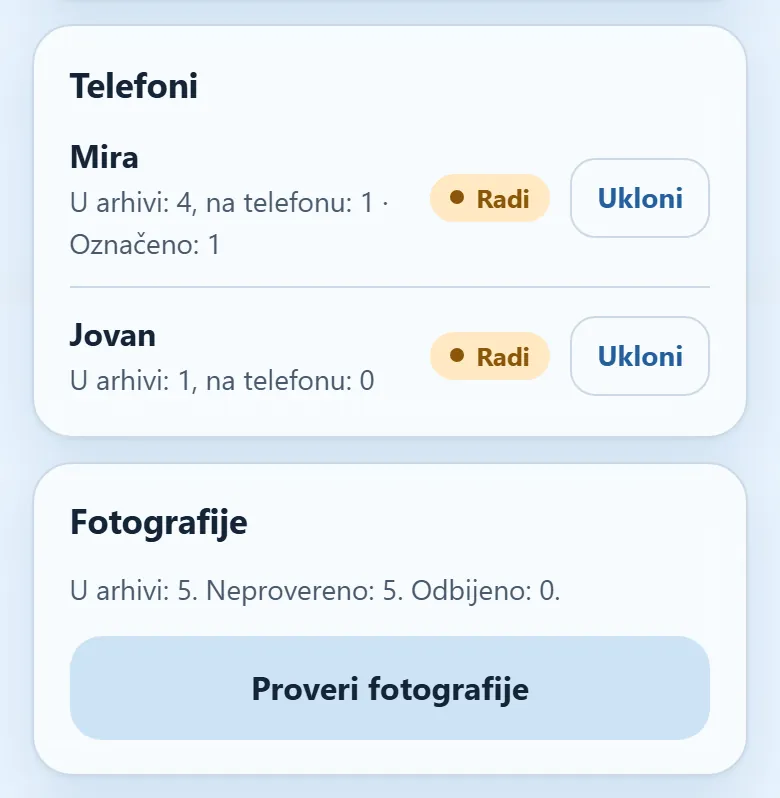 Telefoni
Mira
U arhivi: 4, na telefonu: 1 ·
Označeno: 1
Radi
Ukloni
Jovan
U arhivi: 1, na telefonu: 0
Radi
Ukloni
Fotografije
U arhivi: 5. Neprovereno: 5. Odbijeno: 0.
Proveri fotografije